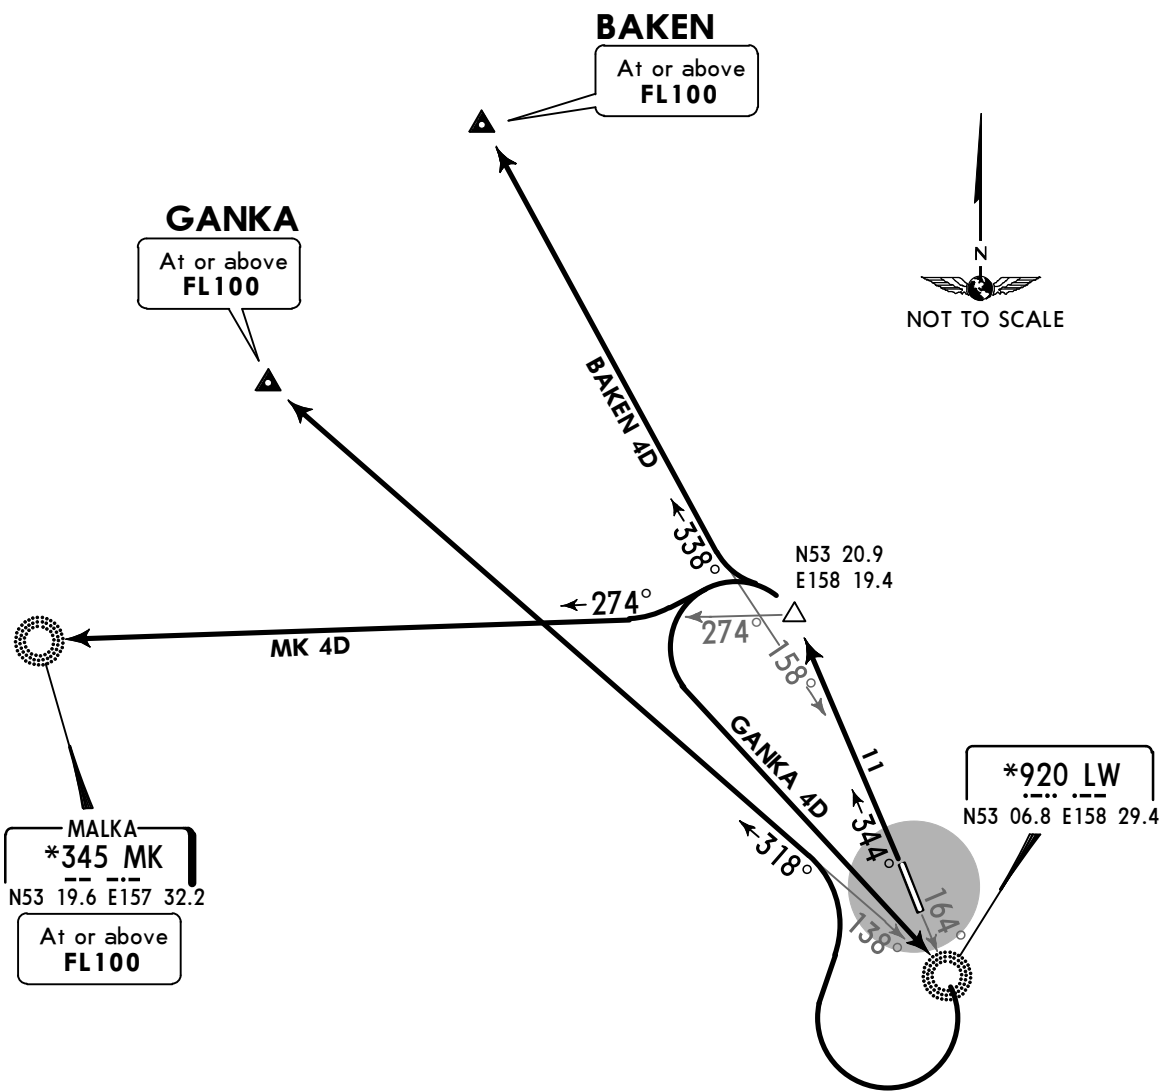 BAKEN
At or above
FL100
GANKA
At or above
FL100
N
NOT TO SCALE
BAKEN 4D
338°
N53 20.9
E158 19.4
274°
274°
MK 4D
158°
11
GANKA 4D
*920 LW
N53 06.8 E158 29.4
344°
318°
MALKA
*345 MK
N53 19.6 E157 32.2
At or above
FL100
164°
138°